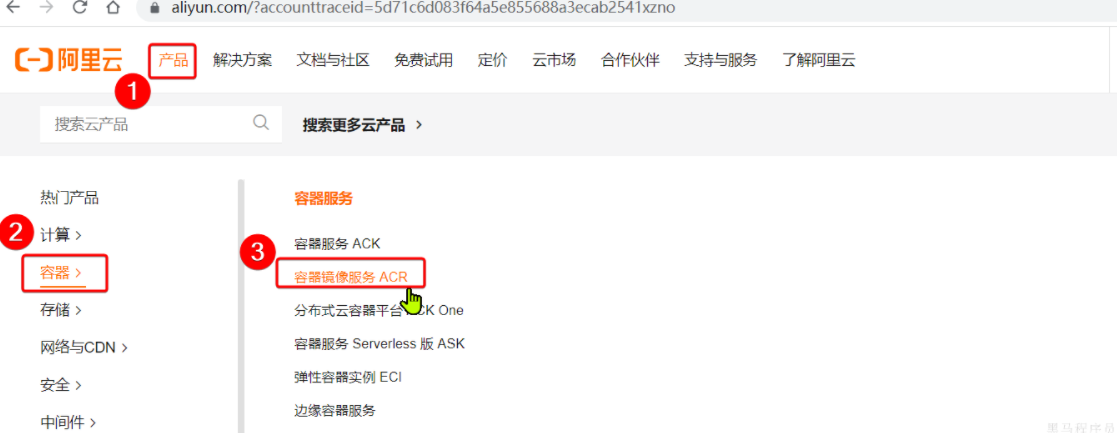 aliyun.com/?accounttraceid=5d71c6d083f64a5e855688a3ecab2541xzno
阿里云 产品 解决方案 文档与社区 免费试用 定价 云市场 合作伙伴 支持与服务 了解阿里云
1
搜索云产品 搜索更多云产品 >
热门产品 容器服务
2 计算 >
3 容器服务 ACK
容器 > 容器镜像服务 ACR
存储 > 分布式云容器平台 ACK One
网络与CDN > 容器服务 Serverless 版 ASK
安全 > 弹性容器实例 ECI
中间件 > 边缘容器服务
黑马程序员